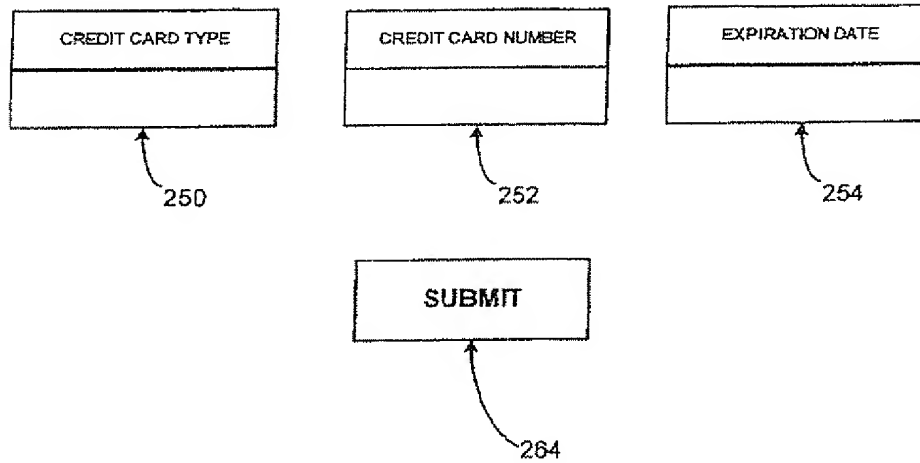 CREDIT CARD TYPE
CREDIT CARD NUMBER
EXPIRATION DATE
250
252
254
SUBMIT
264